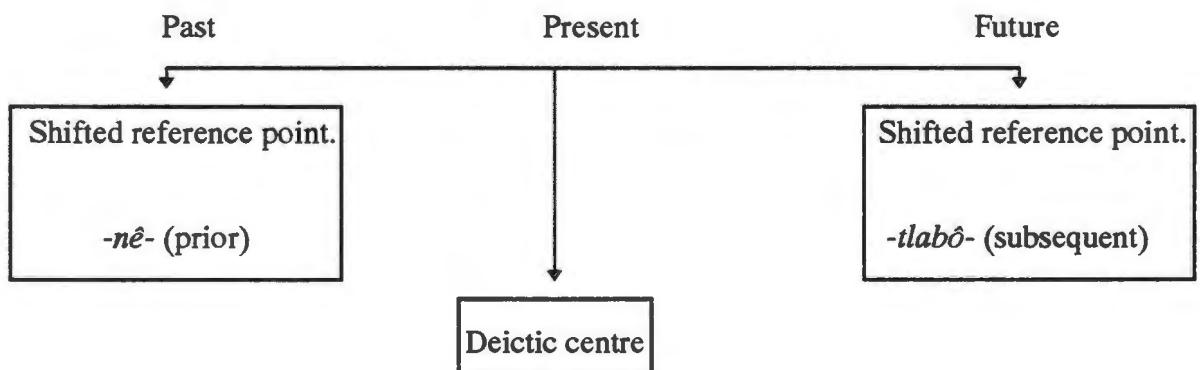 Past Present Future
Shifted reference point. Shifted reference point.
-nê- (prior) -tlabô- (subsequent)
Deictic centre